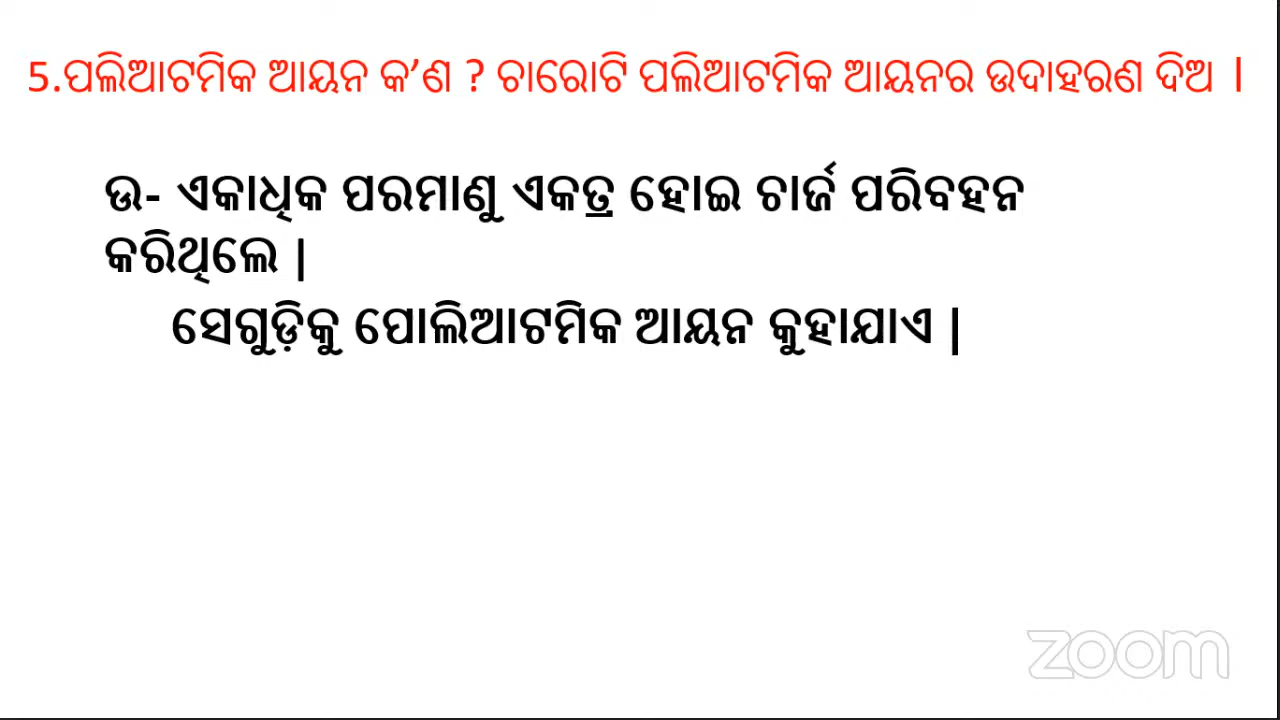 5.ପଲିଆଟମିକ ଆୟନ କ’ଣ ? ଚାରୋଟି ପଲିଆଟମିକ ଆୟନର ଉଦାହରଣ ଦିଅ |
ଉ- ଏକାଧିକ ପରମାଣୁ ଏକତ୍ର ହୋଇ ଚାର୍ଜ ପରିବହନ
କରିଥିଲେ |
ସେଗୁଡ଼ିକୁ ପୋଲିଆଟମିକ ଆୟନ କୁହାଯାଏ |
zoom